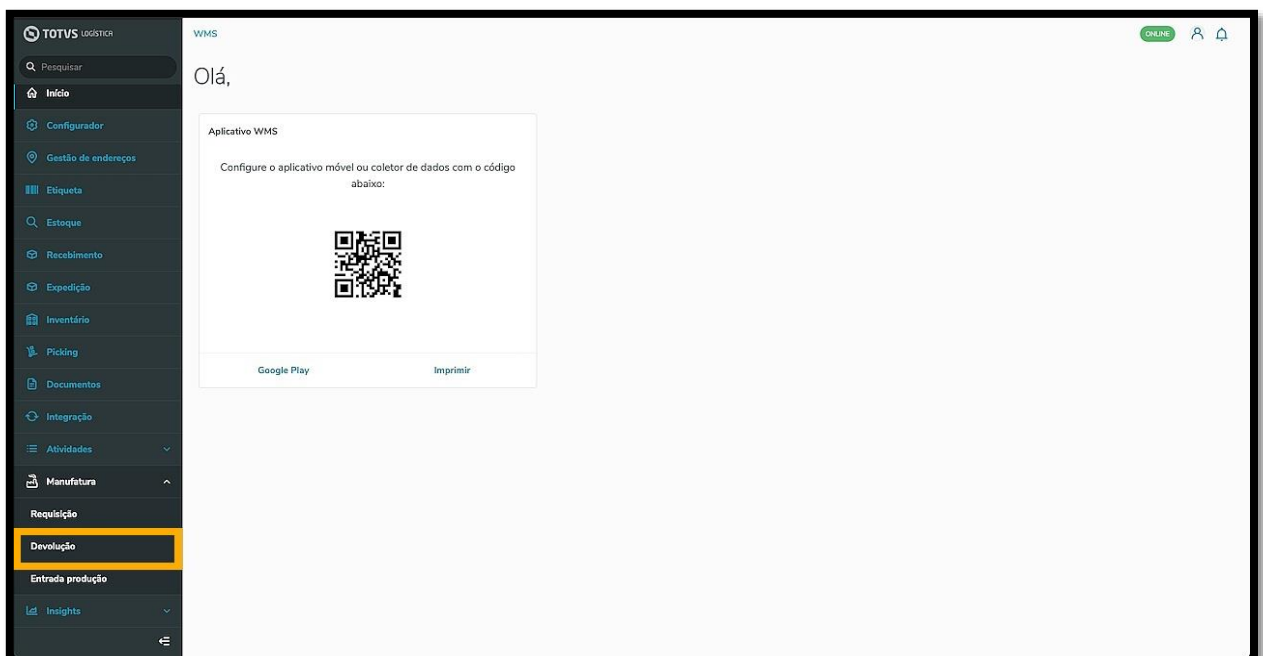 TOTVS LOGÍSTICA
Pesquisar
Início
Configurador
Gestão de endereços
Etiqueta
Estoque
Recebimento
Expedição
Inventário
Picking
Documentos
Integração
Atividades
Manufatura
Requisição
Devolução
Entrada produção
Insights
WMS
ONLINE
Olá,
Aplicativo WMS
Configure o aplicativo móvel ou coletor de dados com o código
abaixo:
Google Play
Imprimir